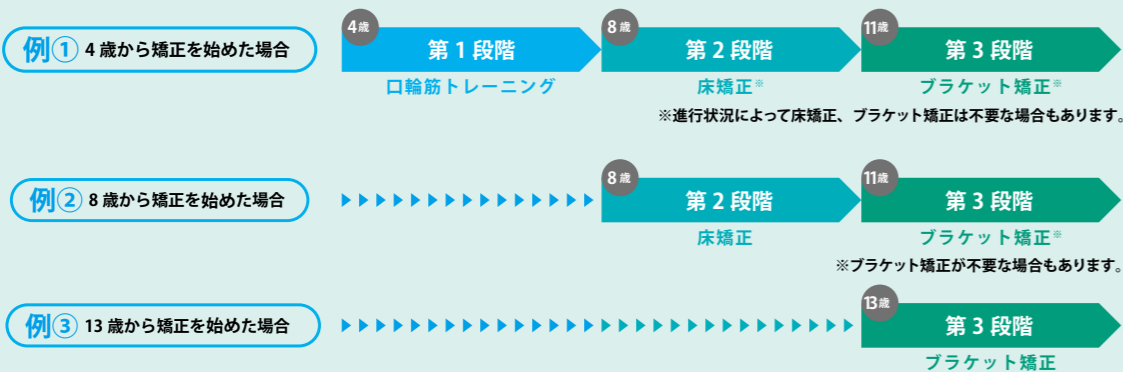 例① 4歳から矯正を始めた場合
4歳
第1段階
口輪筋トレーニング
8歳
第2段階
床矯正※
11歳
第3段階
ブラケット矯正※
※進行状況によって床矯正、ブラケット矯正は不要な場合もあります。
例② 8歳から矯正を始めた場合
8歳
第2段階
床矯正
11歳
第3段階
ブラケット矯正※
※ブラケット矯正が不要な場合もあります。
例③ 13歳から矯正を始めた場合
13歳
第3段階
ブラケット矯正